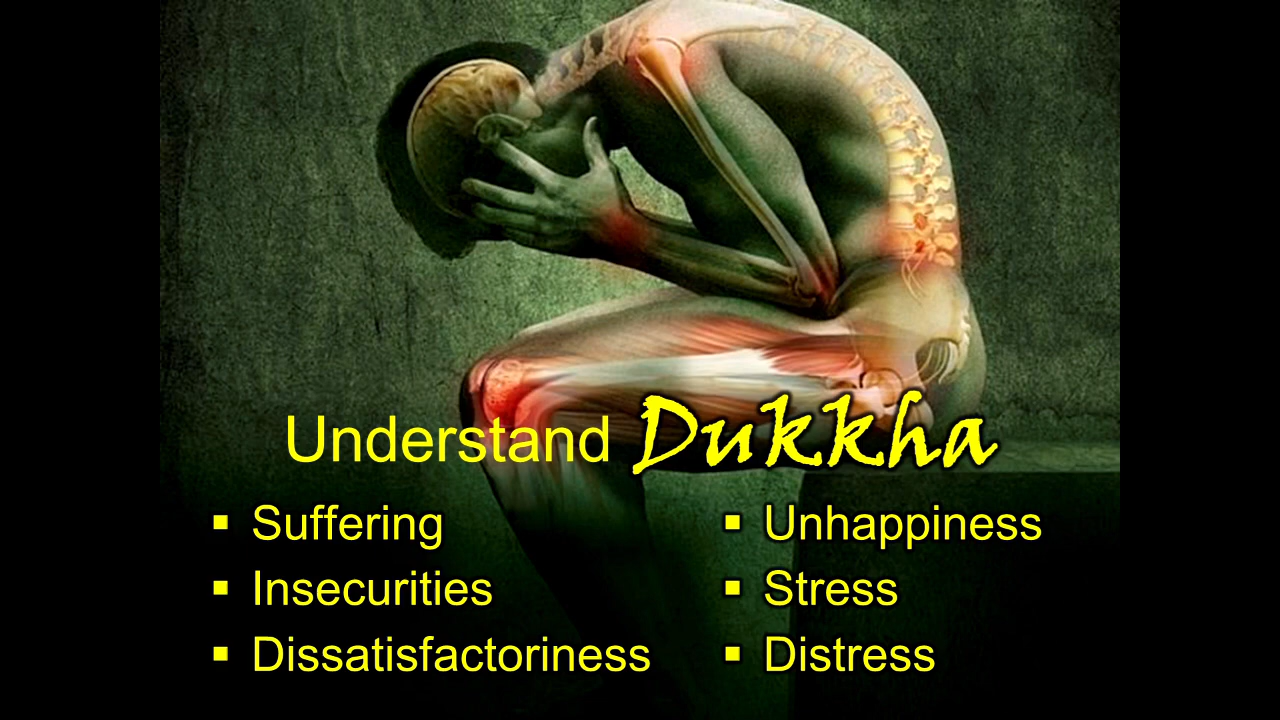 Understand Dukkha
▪ Suffering
▪ Insecurities
▪ Dissatisfactoriness
▪ Unhappiness
▪ Stress
▪ Distress